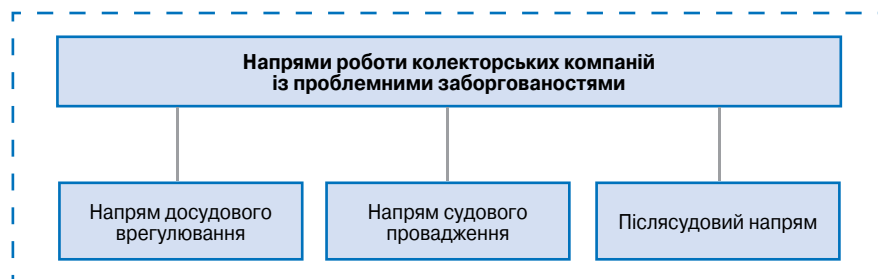 Напрями роботи колекторських компаній
із проблемними заборгованостями
Напрям досудового
врегулювання
Напрям судового
провадження
Післясудовий напрям